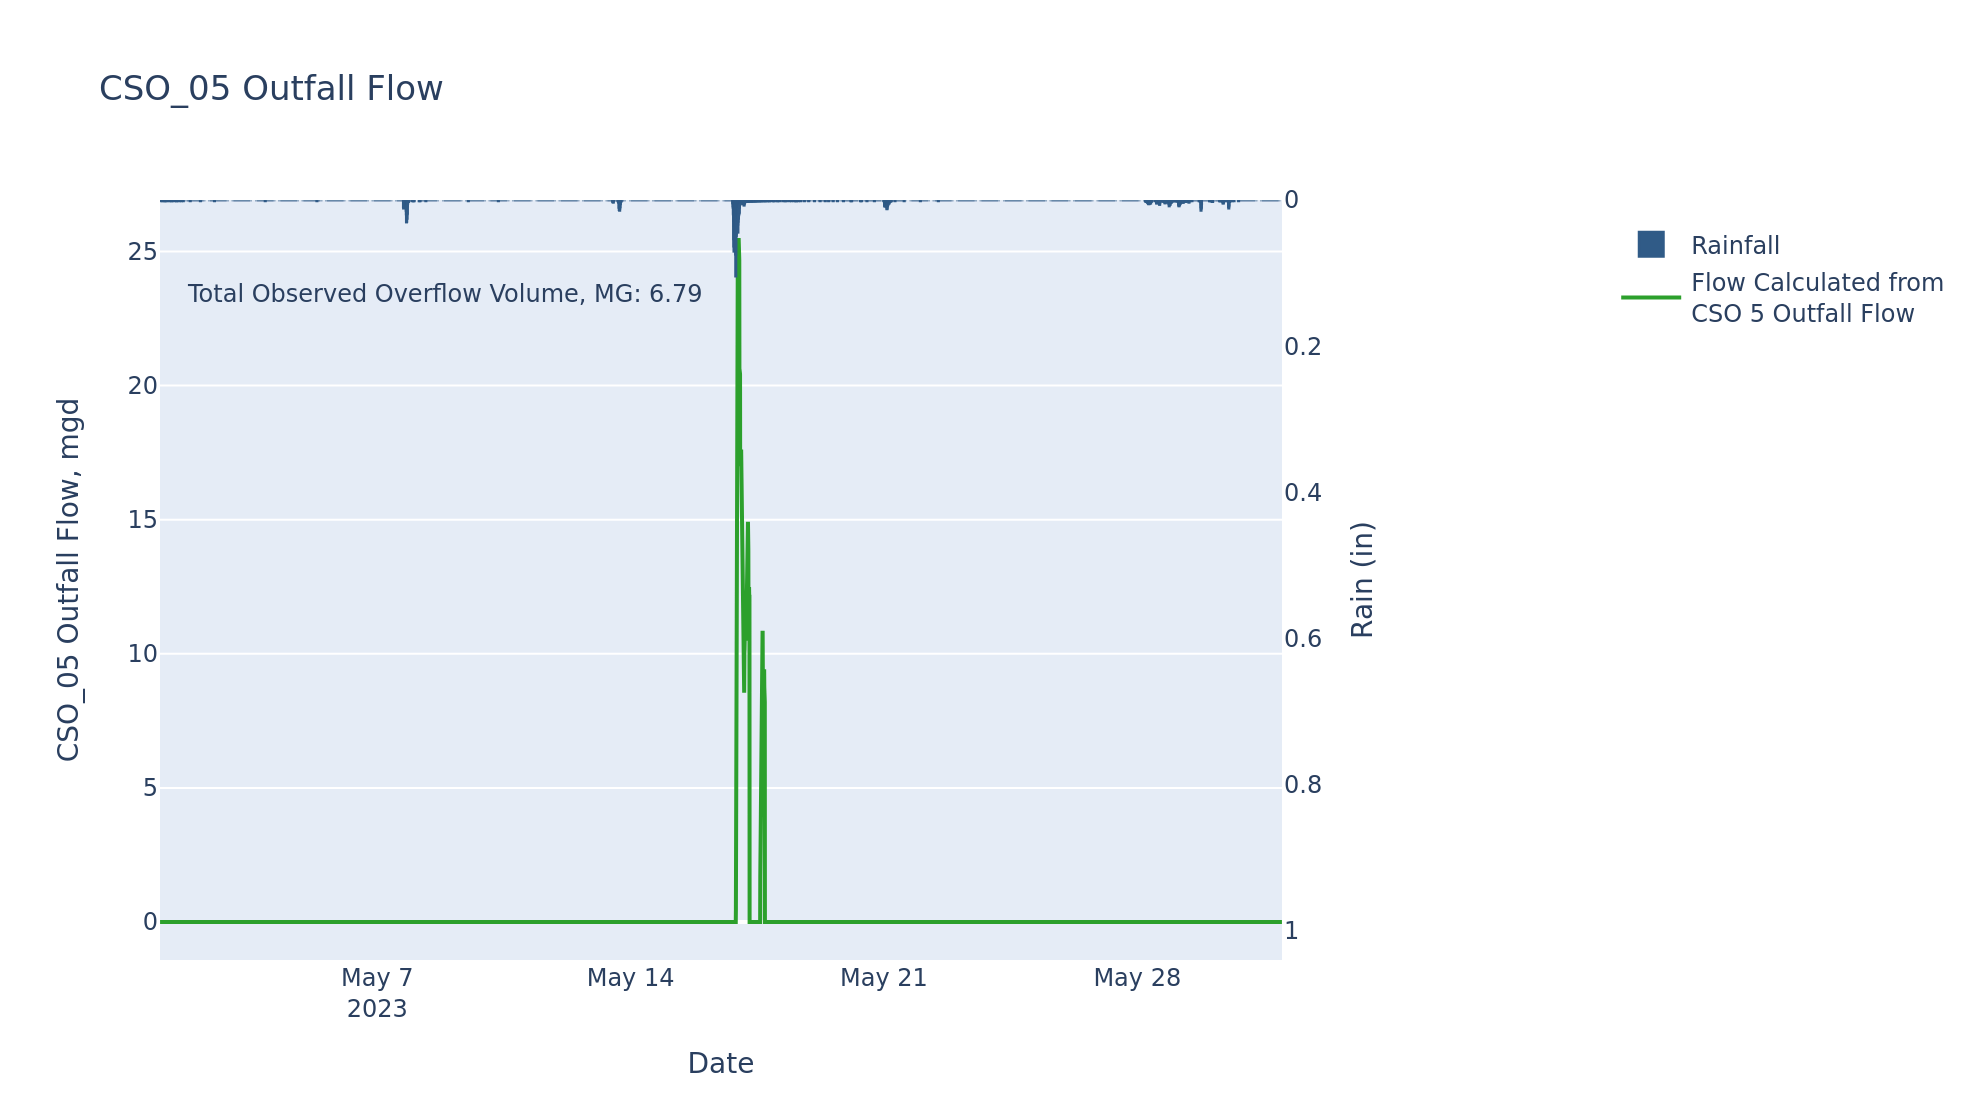 CSO_05 Outfall Flow
Total Observed Overflow Volume, MG: 6.79
CSO_05 Outfall Flow, mgd
25
20
15
10
5
0
0
0.2
0.4
0.6
0.8
1
Rain (in)
May 7
2023
May 14
May 21
May 28
Date
Rainfall
Flow Calculated from
CSO 5 Outfall Flow